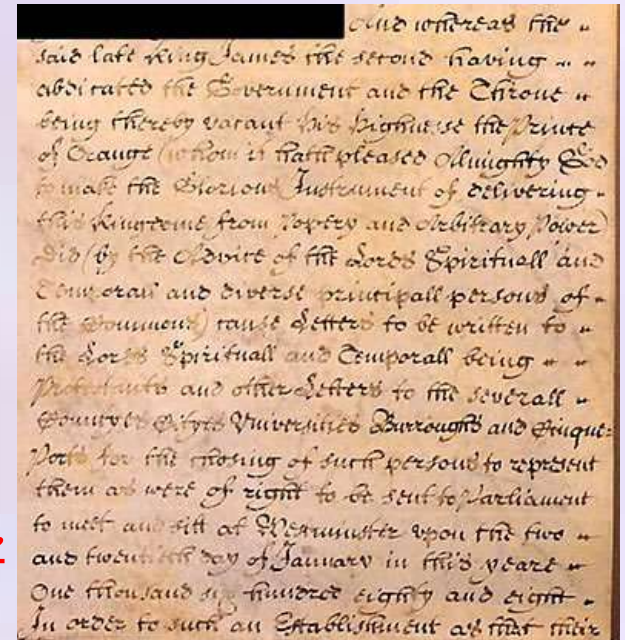 And whereas the
said late King James the second having
abdicated the Government and the Throne
being thereby vacant his Highnesse the Prince
of Orange (whom it hath pleased Almighty God
to make the Glorious Instrument of delivering
this Kingdome from Popery and Arbitrary Power)
did (by the Advice of the Lords Spirituall and
Temporall and diverse principall persons of
the Commons) cause Letters to be written to
the Lords Spirituall and Temporall being
Protestants and other Letters to the severall
Countyes Cityes Universities Burroughs and Cinque
Ports for the chosing of such persons to represent
them as were of right to be sent to Parliament
to meet and sitt at Westminster upon the two
and twentieth day of January in this yeare
One thousand six hundred eighty and eight
In order to such an Establishment as that their